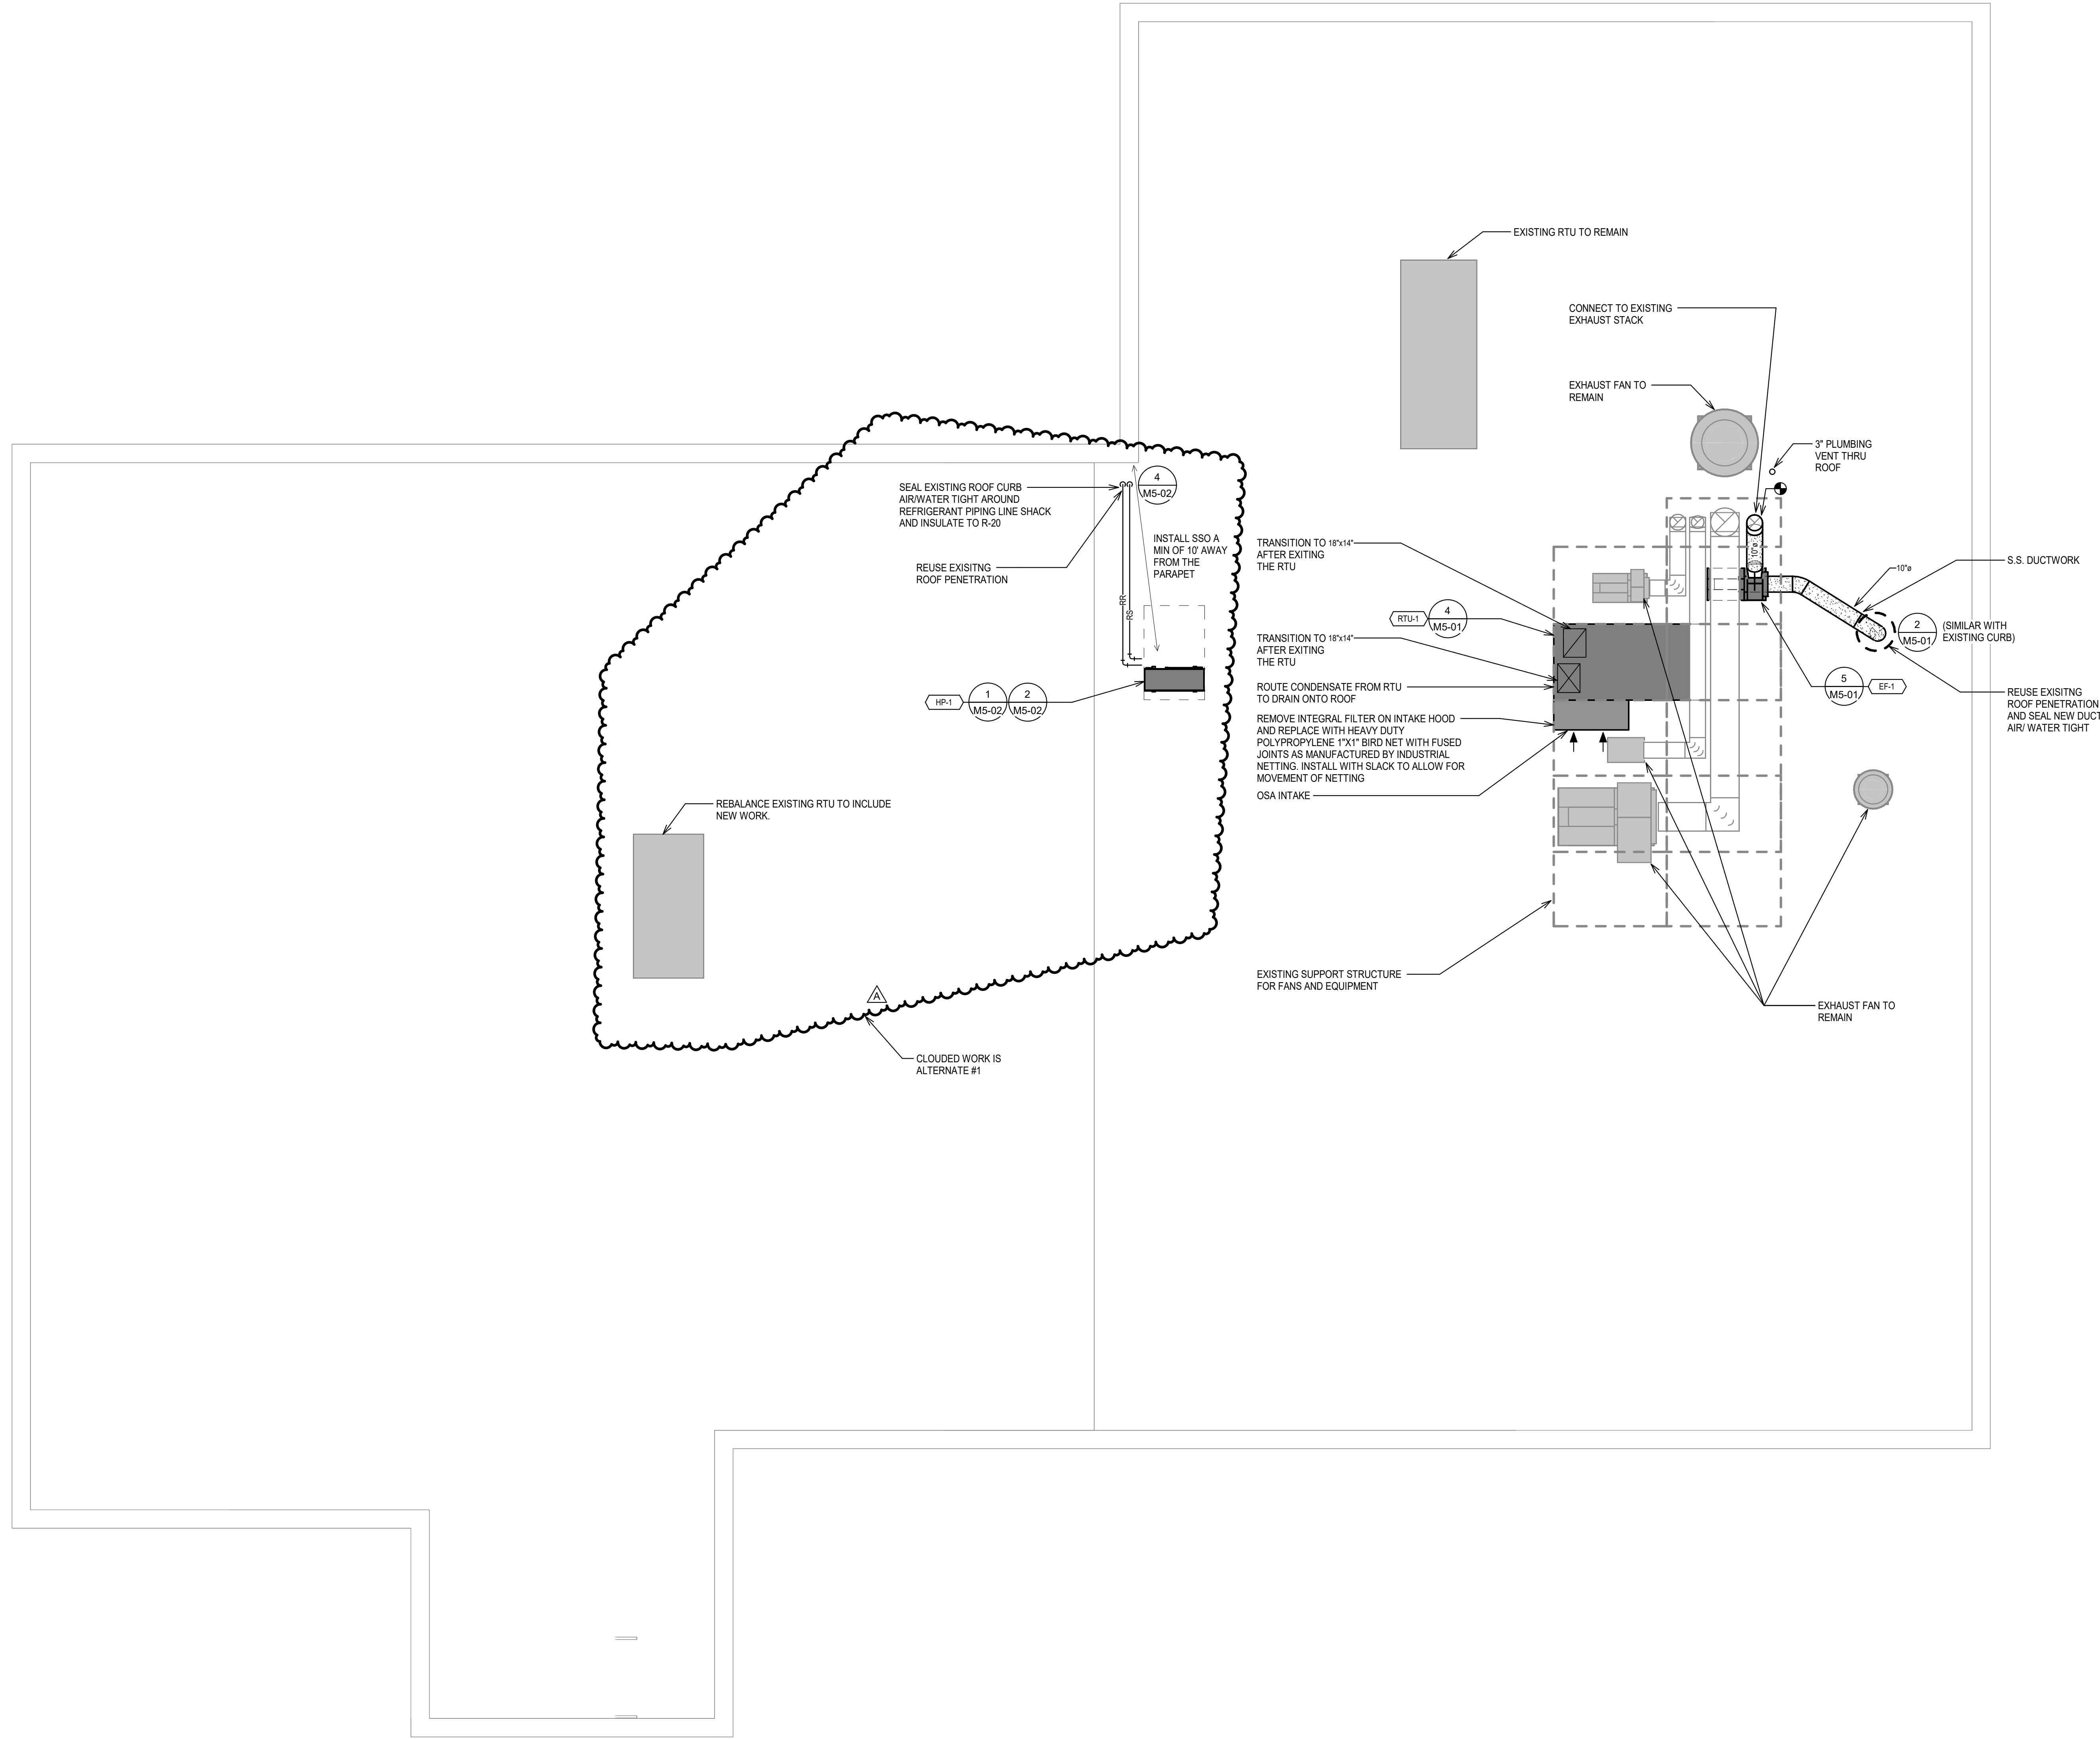 EXISTING RTU TO REMAIN
CONNECT TO EXISTING
EXHAUST STACK
EXHAUST FAN TO
REMAIN
3" PLUMBING
VENT THRU
ROOF
SEAL EXISTING ROOF CURB
AIR/WATER TIGHT AROUND
REFRIGERANT PIPING LINE SHACK
AND INSULATE TO R-20
4
M5-02
REUSE EXISITNG
ROOF PENETRATION
INSTALL SSO A
MIN OF 10' AWAY
FROM THE
PARAPET
RR
RS
HP-1
1
M5-02
2
M5-02
TRANSITION TO 18"x14"
AFTER EXITING
THE RTU
RTU-1
4
M5-01
TRANSITION TO 18"x14"
AFTER EXITING
THE RTU
ROUTE CONDENSATE FROM RTU
TO DRAIN ONTO ROOF
REMOVE INTEGRAL FILTER ON INTAKE HOOD
AND REPLACE WITH HEAVY DUTY
POLYPROPYLENE 1"X1" BIRD NET WITH FUSED
JOINTS AS MANUFACTURED BY INDUSTRIAL
NETTING. INSTALL WITH SLACK TO ALLOW FOR
MOVEMENT OF NETTING
OSA INTAKE
10"ø
10"ø
S.S. DUCTWORK
2
M5-01
(SIMILAR WITH
EXISTING CURB)
5
M5-01
EF-1
REUSE EXISITNG
ROOF PENETRATION
AND SEAL NEW DUCT
AIR/ WATER TIGHT
REBALANCE EXISTING RTU TO INCLUDE
NEW WORK.
EXISTING SUPPORT STRUCTURE
FOR FANS AND EQUIPMENT
EXHAUST FAN TO
REMAIN
A
CLOUDED WORK IS
ALTERNATE #1